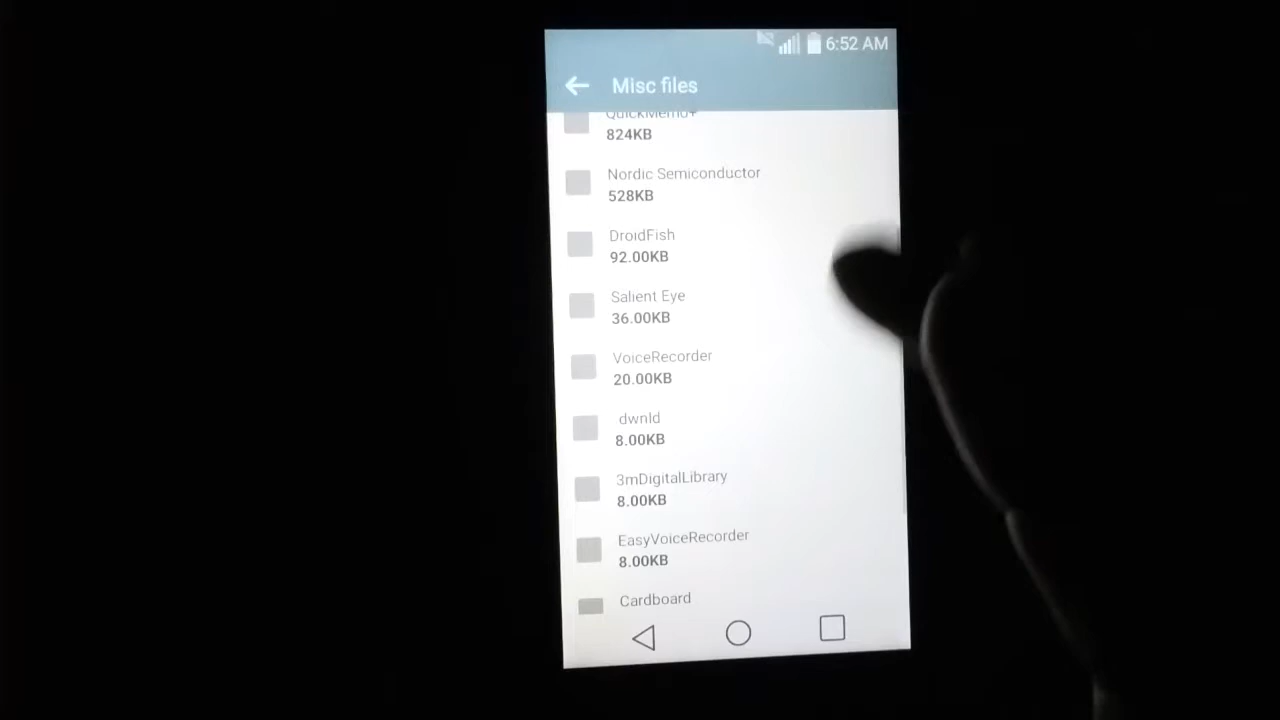 6:52 AM
Misc files
QuickMemo+
824KB
Nordic Semiconductor
528KB
DroidFish
92.00KB
Salient Eye
36.00KB
VoiceRecorder
20.00KB
dwnld
8.00KB
3mDigitalLibrary
8.00KB
EasyVoiceRecorder
8.00KB
Cardboard